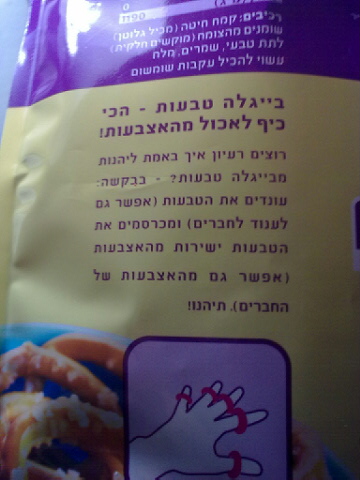 רכיבים: קמח חיטה (מכיל גלוטן)
שומנים מהצומח (מוקשים חלקית)
לתת טבעי, שמרים, מלח
עשוי להכיל עקבות שומשום
בייגלה טבעות - הכי
כיף לאכול מהאצבעות!
רוצים רעיון איך באמת ליהנות
מבייגלה טבעות? - בבקשה:
עונדים את הטבעות (אפשר גם
לענוד לחברים) ומכרסמים את
הטבעות ישירות מהאצבעות
(אפשר גם מהאצבעות של
החברים). תיהנו!